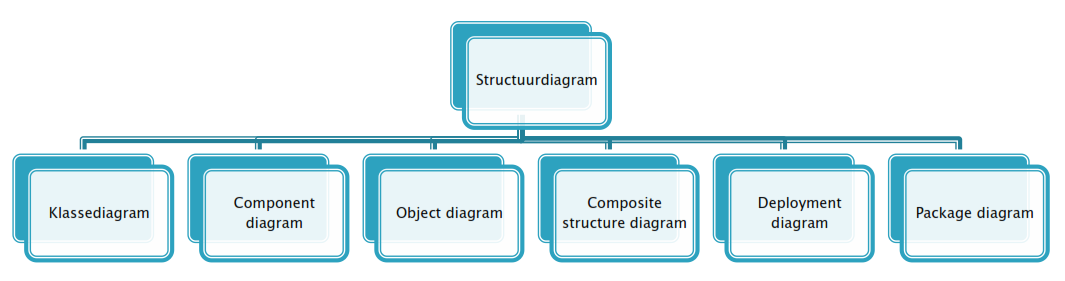 Structuurdiagram
Klassediagram
Component
diagram
Object diagram
Composite
structure diagram
Deployment
diagram
Package diagram